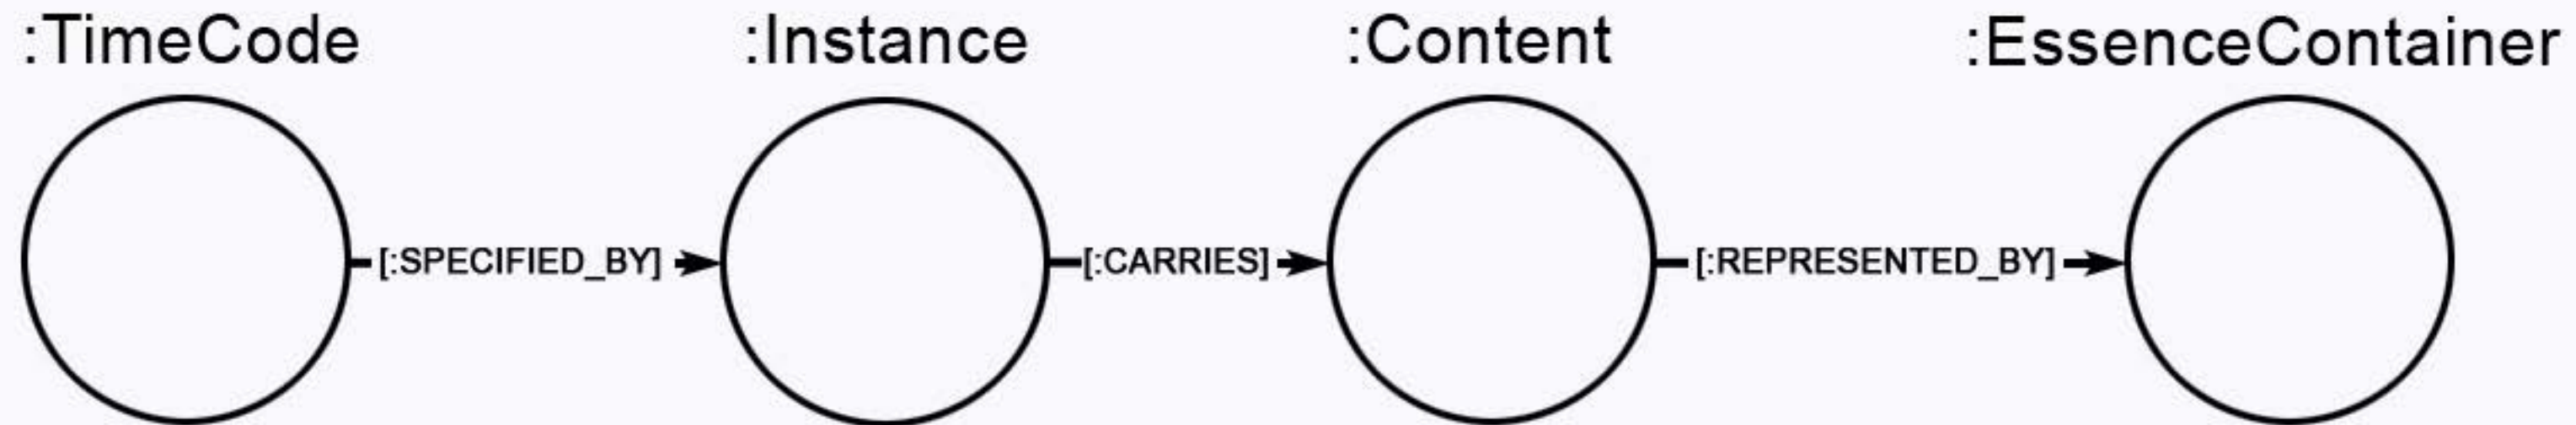 :TimeCode :Instance :Content :EssenceContainer
[:SPECIFIED_BY] [:CARRIES] [:REPRESENTED_BY]